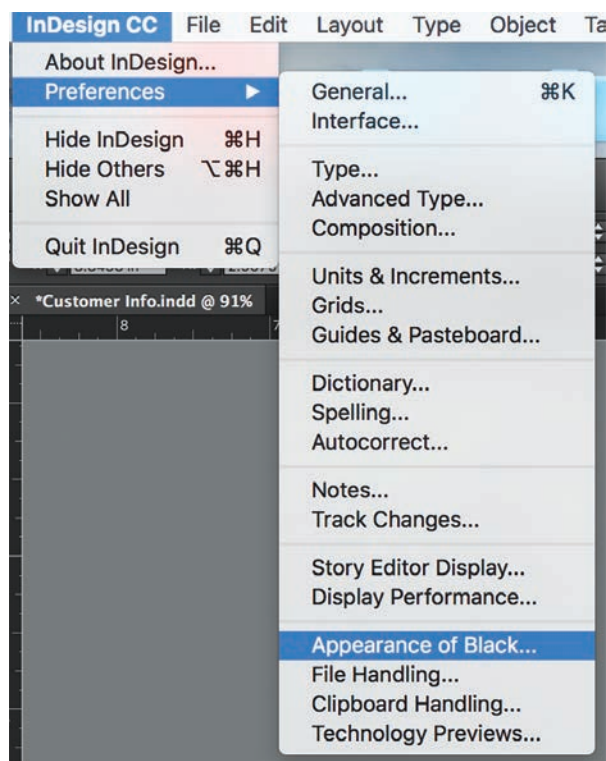 InDesign CC File Edit Layout Type Object Ta
About InDesign...
Preferences ▶
Hide InDesign ⌘H
Hide Others ⌥⌘H
Show All
Quit InDesign ⌘Q
General... ⌘K
Interface...
Type...
Advanced Type...
Composition...
Units & Increments...
Grids...
Guides & Pasteboard...
Dictionary...
Spelling...
Autocorrect...
Notes...
Track Changes...
Story Editor Display...
Display Performance...
Appearance of Black...
File Handling...
Clipboard Handling...
Technology Previews...
× *Customer Info.indd @ 91%
8 7